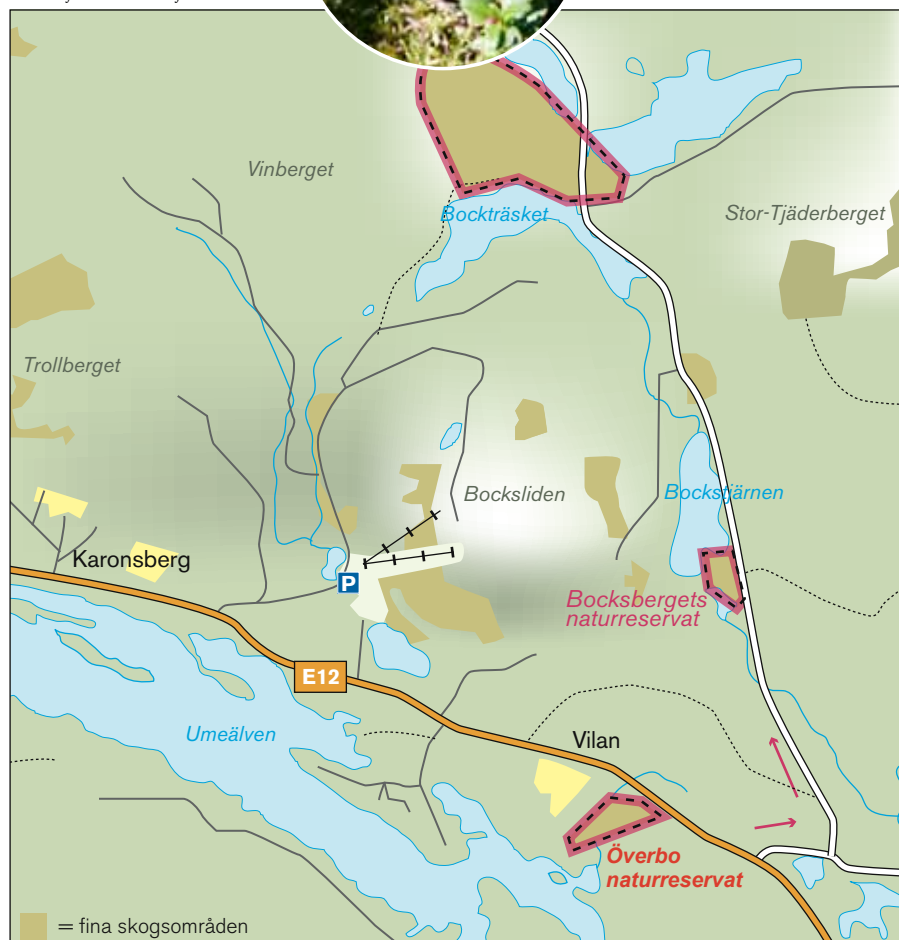 Vinberget
Bockträsket
Stor-Tjäderberget
Trollberget
Bocksliden
Bockstjärnen
Karonsberg
P
Bocksbergets
naturreservat
E12
Umeälven
Vilan
Överbo
naturreservat
= fina skogsområden